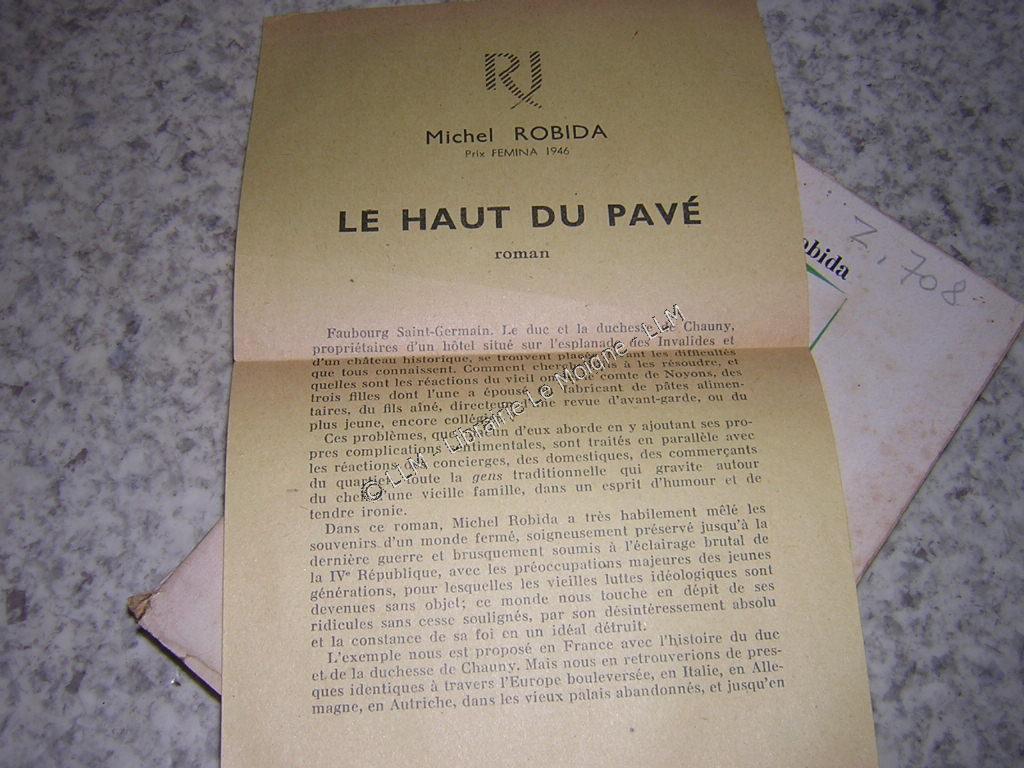 RJ
Michel ROBIDA
Prix FEMINA 1946
LE HAUT DU PAVÉ
roman
obida
Z. 708
Faubourg Saint-Germain. Le duc et la duchesse de Chauny,
propriétaires d'un hôtel situé sur l'esplanade des Invalides et
d'un château historique, se trouvent placés devant les difficultés
que tous connaissent. Comment cherchent-ils à les résoudre, et
quelles sont les réactions du vieil oncle, le comte de Noyons, des
trois filles dont l'une a épousé un fabricant de pâtes alimen-
taires, du fils aîné, directeur d'une revue d'avant-garde, ou du
plus jeune, encore collégien
Ces problèmes, que chacun d'eux aborde en y ajoutant ses pro-
pres complications sentimentales, sont traités en parallèle avec
les réactions des concierges, des domestiques, des commerçants
du quartier, toute la gens traditionnelle qui gravite autour
du chef d'une vieille famille, dans un esprit d'humour et de
tendre ironie.
Dans ce roman, Michel Robida a très habilement mêlé les
souvenirs d'un monde fermé, soigneusement préservé jusqu'à la
dernière guerre et brusquement soumis à l'éclairage brutal de
la IVe République, avec les préoccupations majeures des jeunes
générations, pour lesquelles les vieilles luttes idéologiques sont
devenues sans objet; ce monde nous touche en dépit de ses
ridicules sans cesse soulignés, par son désintéressement absolu
et la constance de sa foi en un idéal détruit.
L'exemple nous est proposé en France avec l'histoire du duc
et de la duchesse de Chauny. Mais nous en retrouverions de pres-
ques identiques à travers l'Europe bouleversée, en Italie, en Alle-
magne, en Autriche, dans les vieux palais abandonnés, et jusqu'en
© LLM - Librairie Le Moigne - LLM